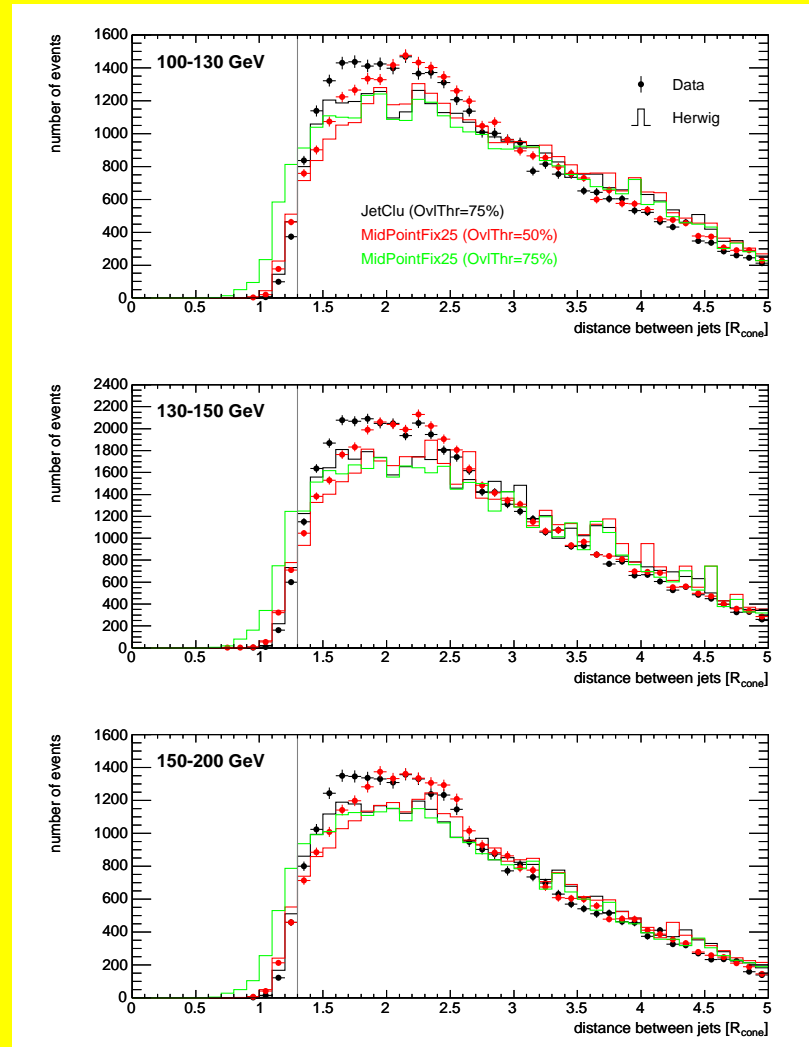 number of events
1600
1400
1200
1000
800
600
400
200
0
100-130 GeV
Data
Herwig
JetClu (OvlThr=75%)
MidPointFix25 (OvlThr=50%)
MidPointFix25 (OvlThr=75%)
0 0.5 1 1.5 2 2.5 3 3.5 4 4.5 5
distance between jets [Rcone]
number of events
2400
2200
2000
1800
1600
1400
1200
1000
800
600
400
200
0
130-150 GeV
0 0.5 1 1.5 2 2.5 3 3.5 4 4.5 5
distance between jets [Rcone]
number of events
1600
1400
1200
1000
800
600
400
200
0
150-200 GeV
0 0.5 1 1.5 2 2.5 3 3.5 4 4.5 5
distance between jets [Rcone]